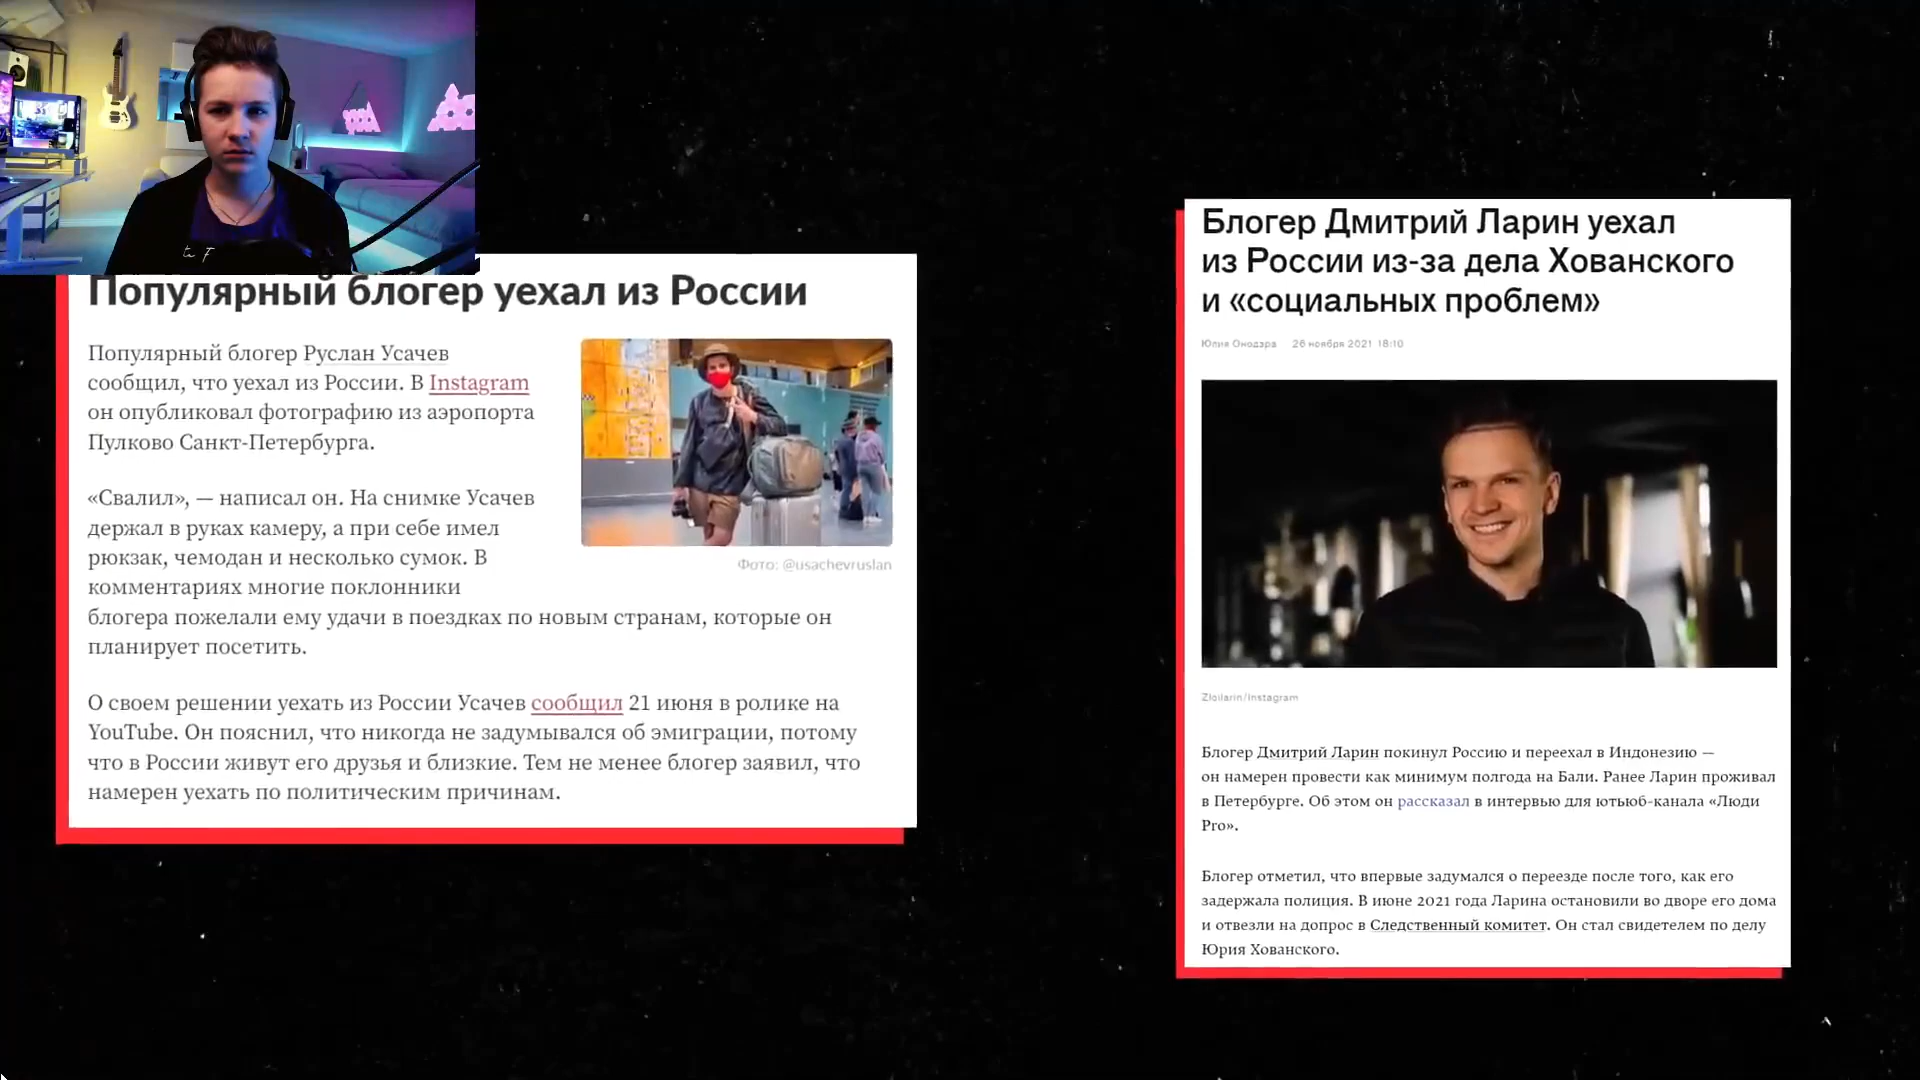 Популярный блогер уехал из России
Популярный блогер Руслан Усачев
сообщил, что уехал из России. В Instagram
он опубликовал фотографию из аэропорта
Пулково Санкт-Петербурга.
«Свалил», — написал он. На снимке Усачев
держал в руках камеру, а при себе имел
рюкзак, чемодан и несколько сумок. В
комментариях многие поклонники
блогера пожелали ему удачи в поездках по новым странам, которые он
планирует посетить.
Фото: @usachevruslan
О своем решении уехать из России Усачев сообщил 21 июня в ролике на
YouTube. Он пояснил, что никогда не задумывался об эмиграции, потому
что в России живут его друзья и близкие. Тем не менее блогер заявил, что
намерен уехать по политическим причинам.
Блогер Дмитрий Ларин уехал
из России из-за дела Хованского
и «социальных проблем»
Юлия Онодэра 26 ноября 2021 18:10
Zloilarin/Instagram
Блогер Дмитрий Ларин покинул Россию и переехал в Индонезию —
он намерен провести как минимум полгода на Бали. Ранее Ларин проживал
в Петербурге. Об этом он рассказал в интервью для ютьюб-канала «Люди
Pro».
Блогер отметил, что впервые задумался о переезде после того, как его
задержала полиция. В июне 2021 года Ларина остановили во дворе его дома
и отвезли на допрос в Следственный комитет. Он стал свидетелем по делу
Юрия Хованского.